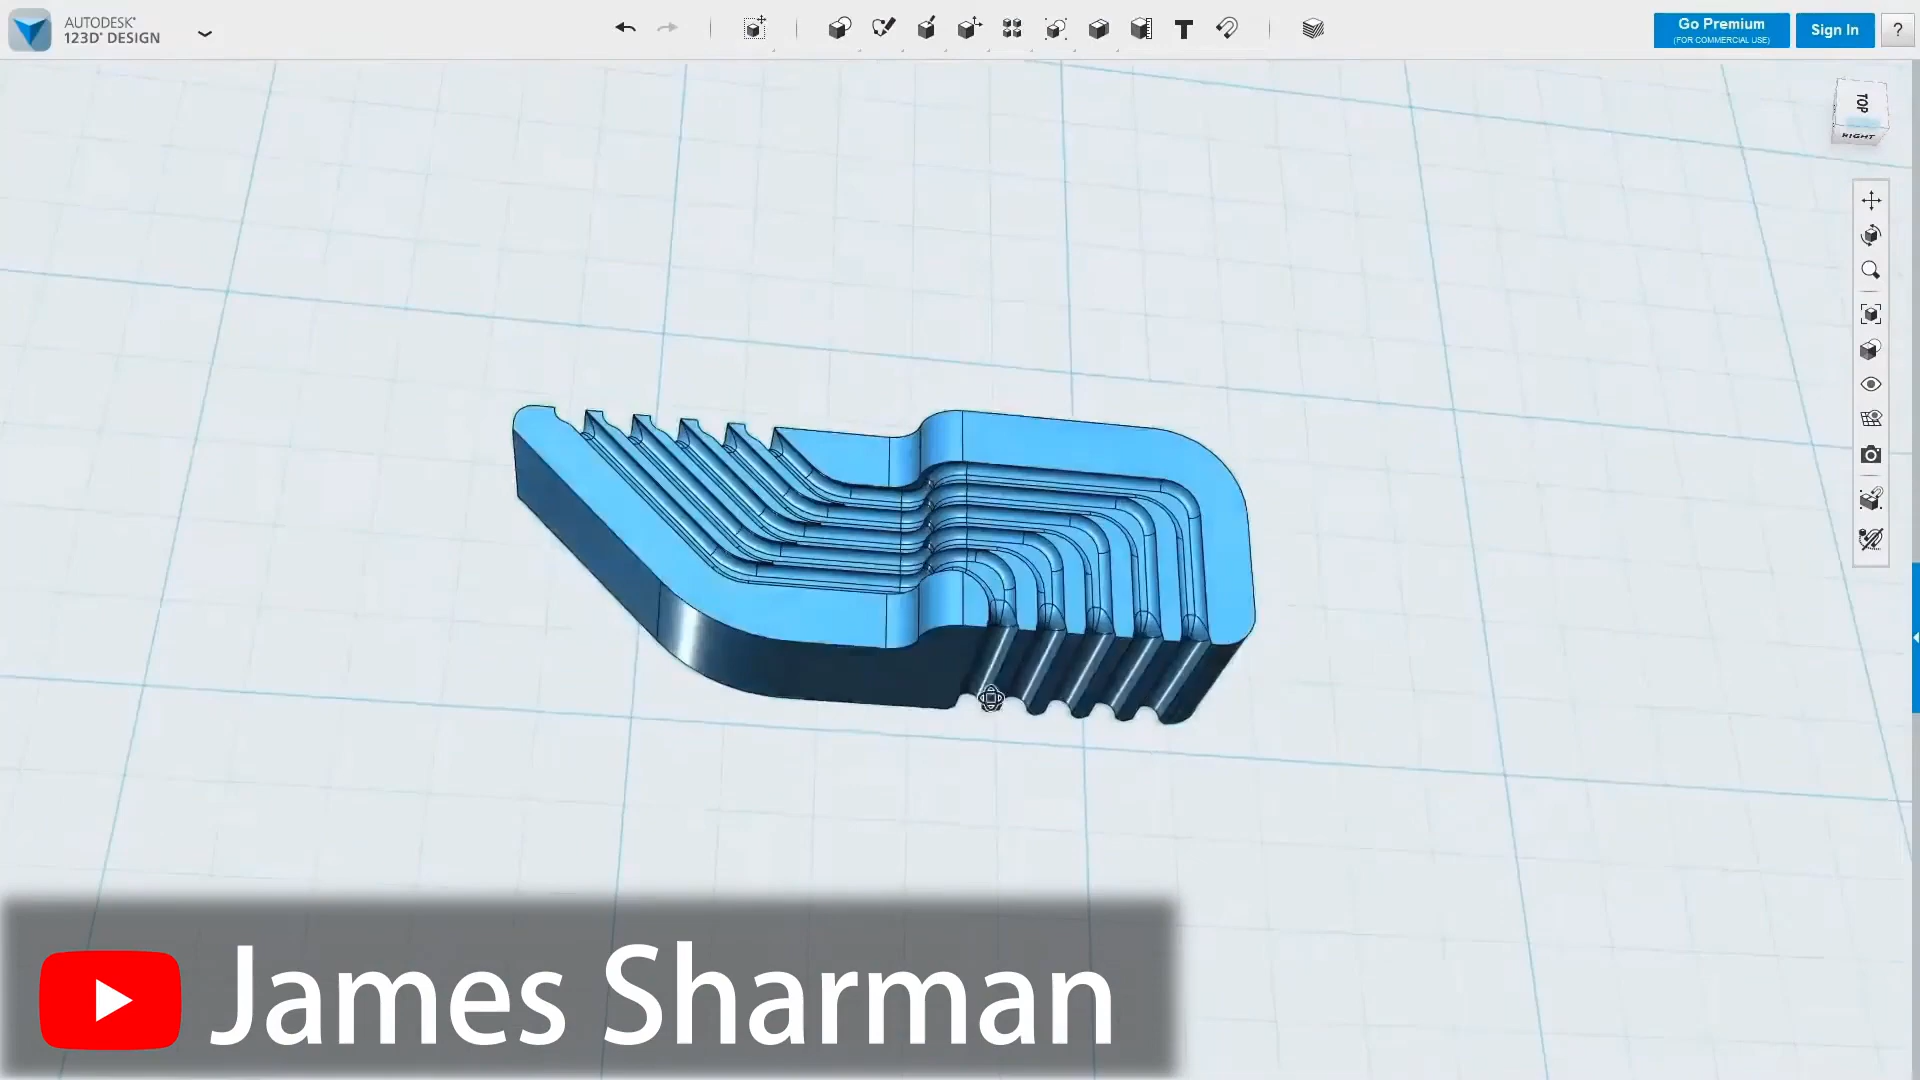 AUTODESK®
123D® DESIGN
Go Premium
(FOR COMMERCIAL USE)
Sign In
?
TOP
RIGHT
James Sharman